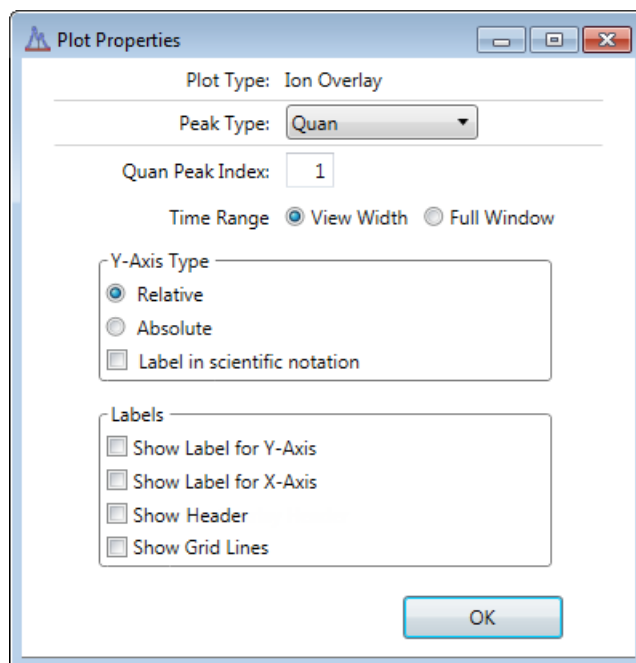 Plot Properties
Plot Type: Ion Overlay
Peak Type: Quan
Quan Peak Index: 1
Time Range View Width Full Window
Y-Axis Type
Relative
Absolute
Label in scientific notation
Labels
Show Label for Y-Axis
Show Label for X-Axis
Show Header
Show Grid Lines
OK